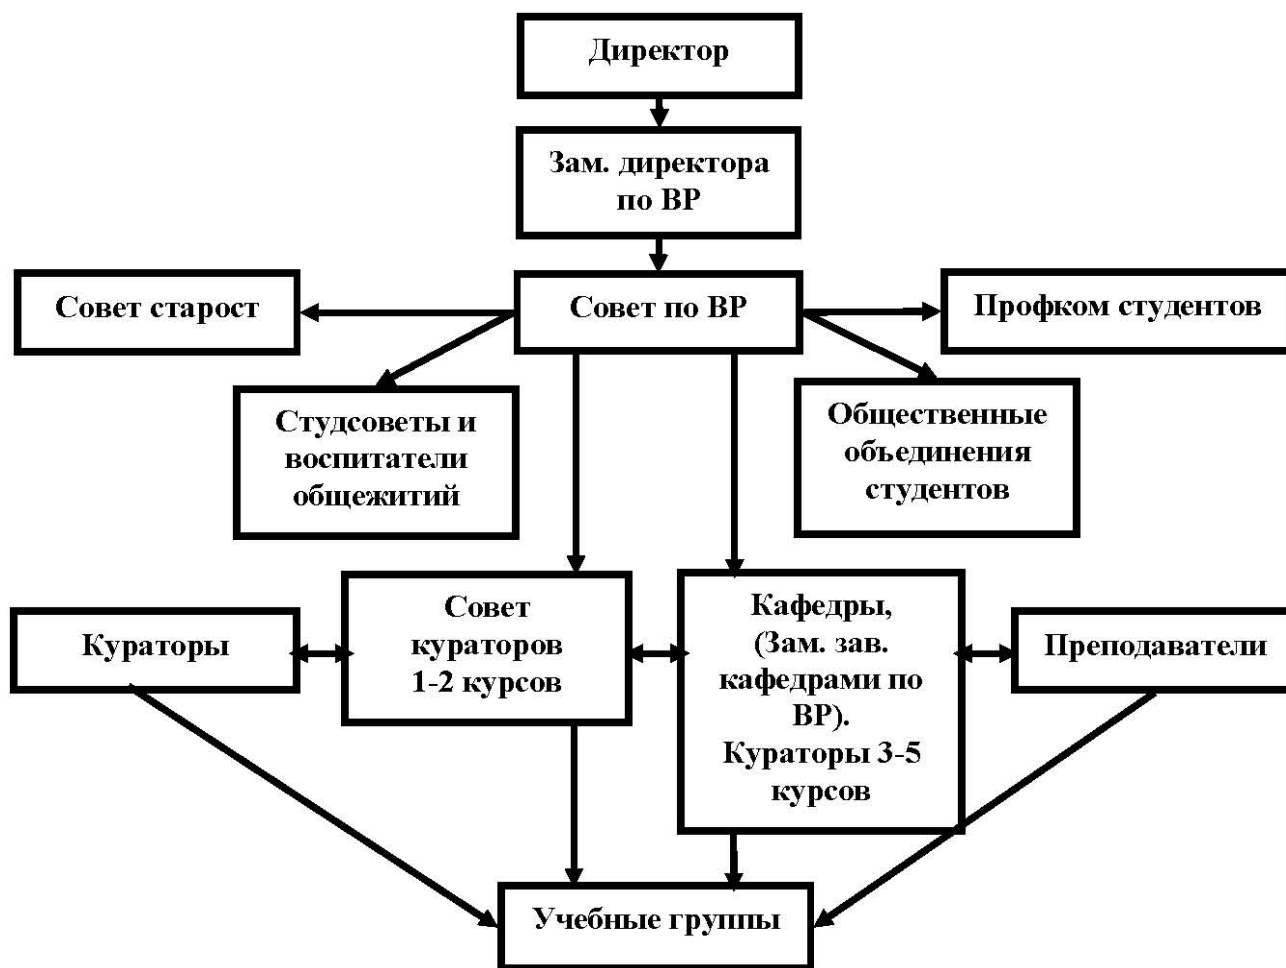 Директор
Зам. директора
по ВР
Совет старост
Совет по ВР
Профком студентов
Студсоветы и
воспитатели
общежитий
Общественные
объединения
студентов
Кураторы
Совет
кураторов
1-2 курсов
Кафедры,
(Зам. зав.
кафедрами по
ВР).
Кураторы 3-5
курсов
Преподаватели
Учебные группы